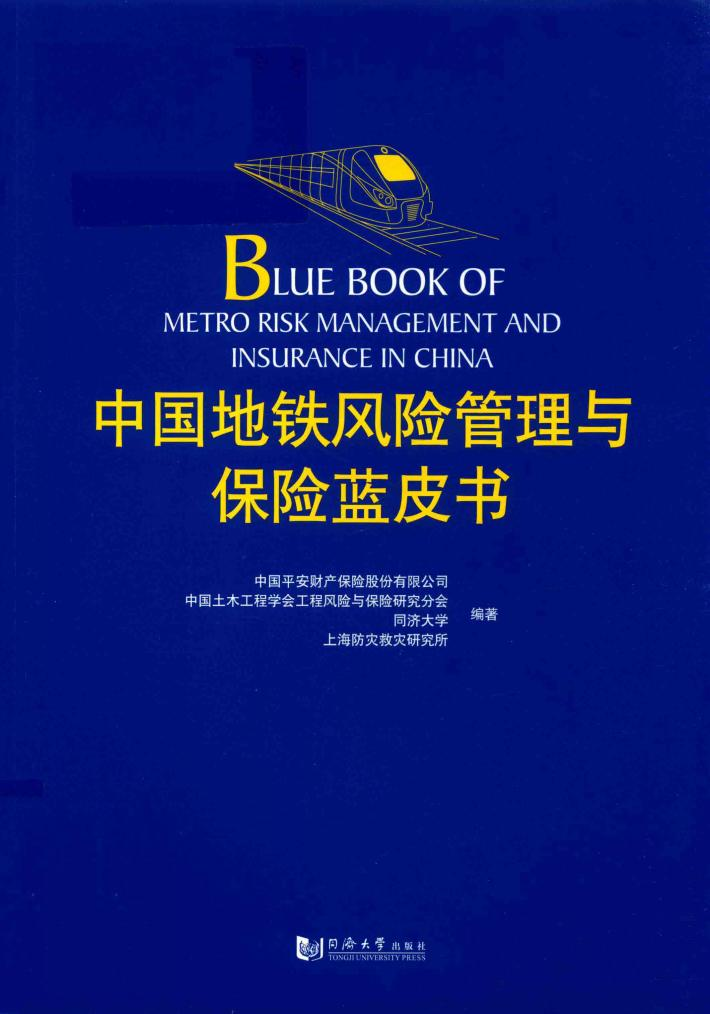 BLUE BOOK OF
METRO RISK MANAGEMENT AND
INSURANCE IN CHINA
中国地铁风险管理与
保险蓝皮书
中国平安财产保险股份有限公司
中国土木工程学会工程风险与保险研究分会
同济大学
上海防灾救灾研究所
编著
同濟大学出版社
TONGJI UNIVERSITY PRESS